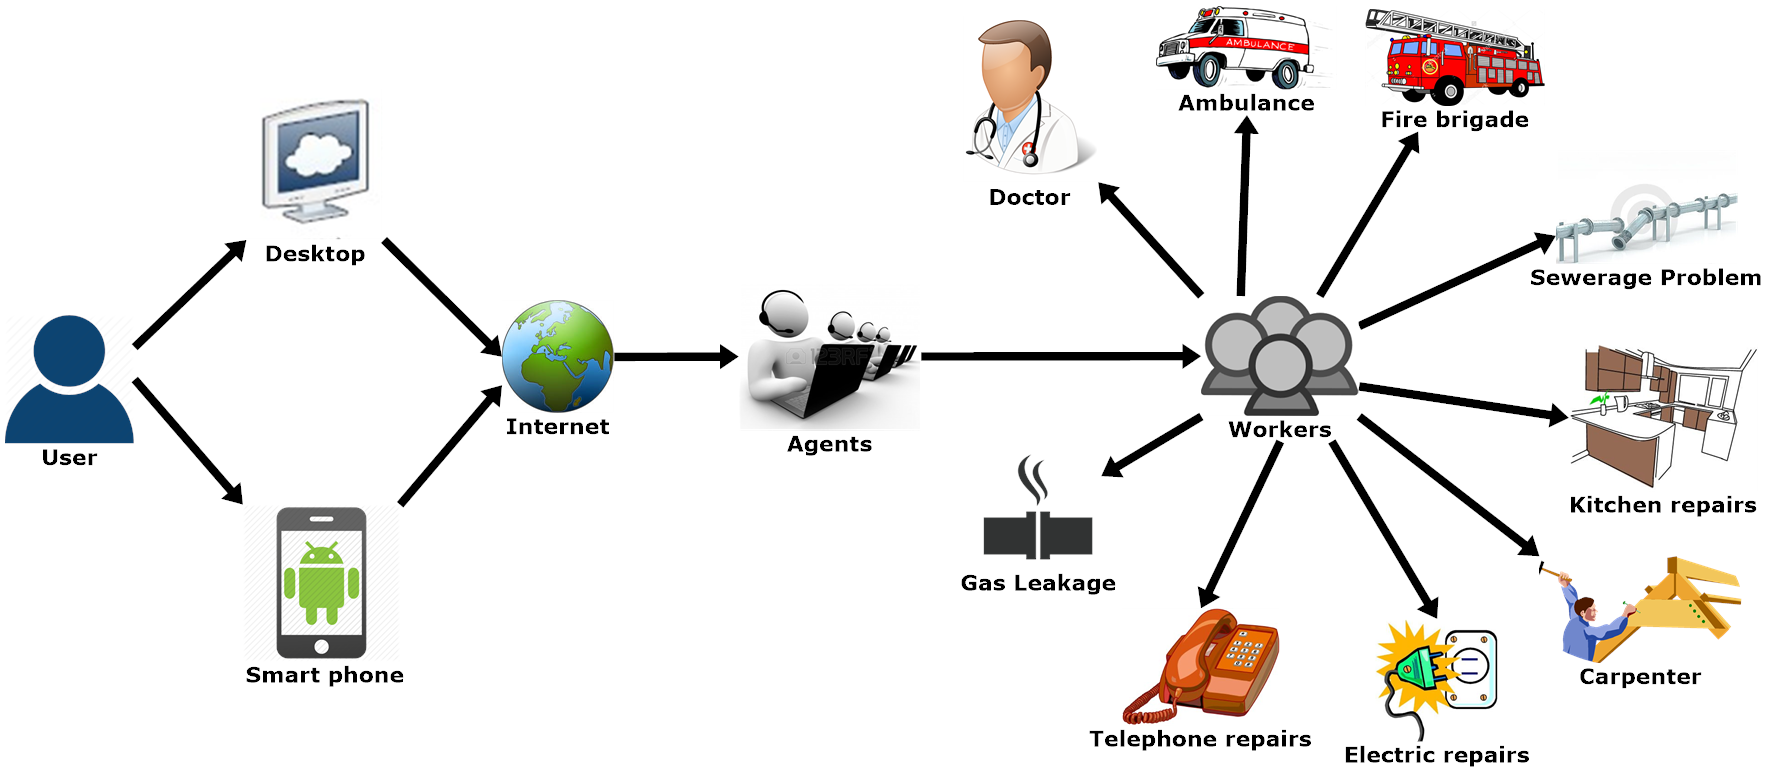 AMBULANCE
Ambulance
Fire brigade
Doctor
Desktop
Sewerage Problem
Internet
123RF
Agents
Workers
User
Kitchen repairs
Gas Leakage
Smart phone
Carpenter
Telephone repairs
Electric repairs